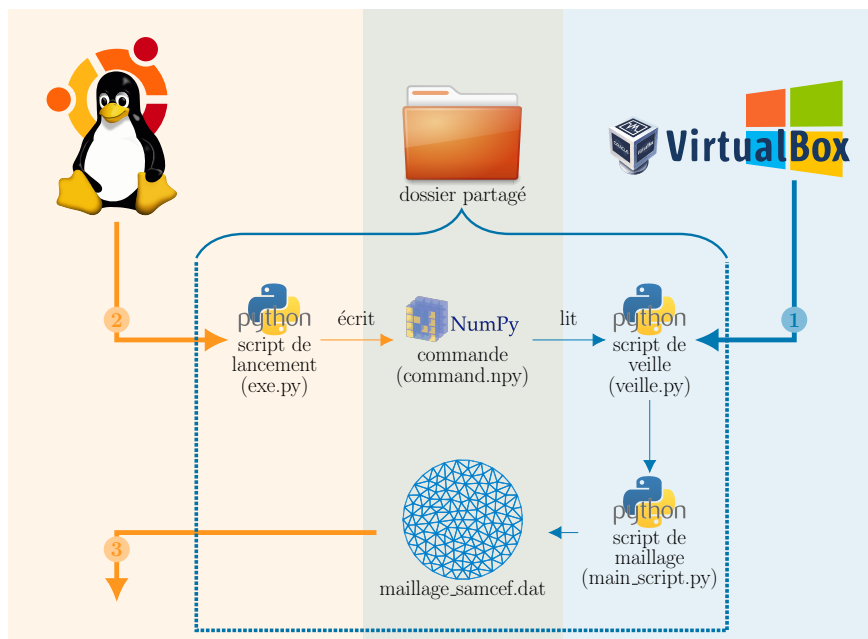 VirtualBox
dossier partagé
2
python
script de
lancement
(exe.py)
écrit
NumPy
commande
(command.npy)
lit
python
script de
veille
(veille.py)
1
3
maillage_samcef.dat
python
script de
maillage
(main_script.py)